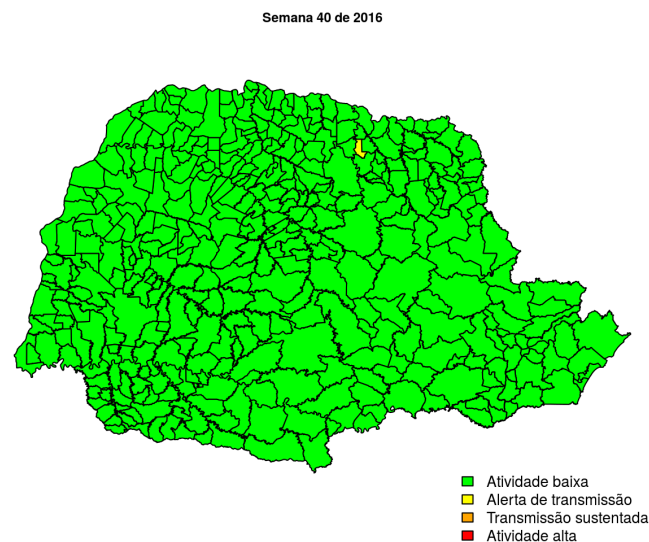 Semana 40 de 2016
Atividade baixa
Alerta de transmissão
Transmissão sustentada
Atividade alta